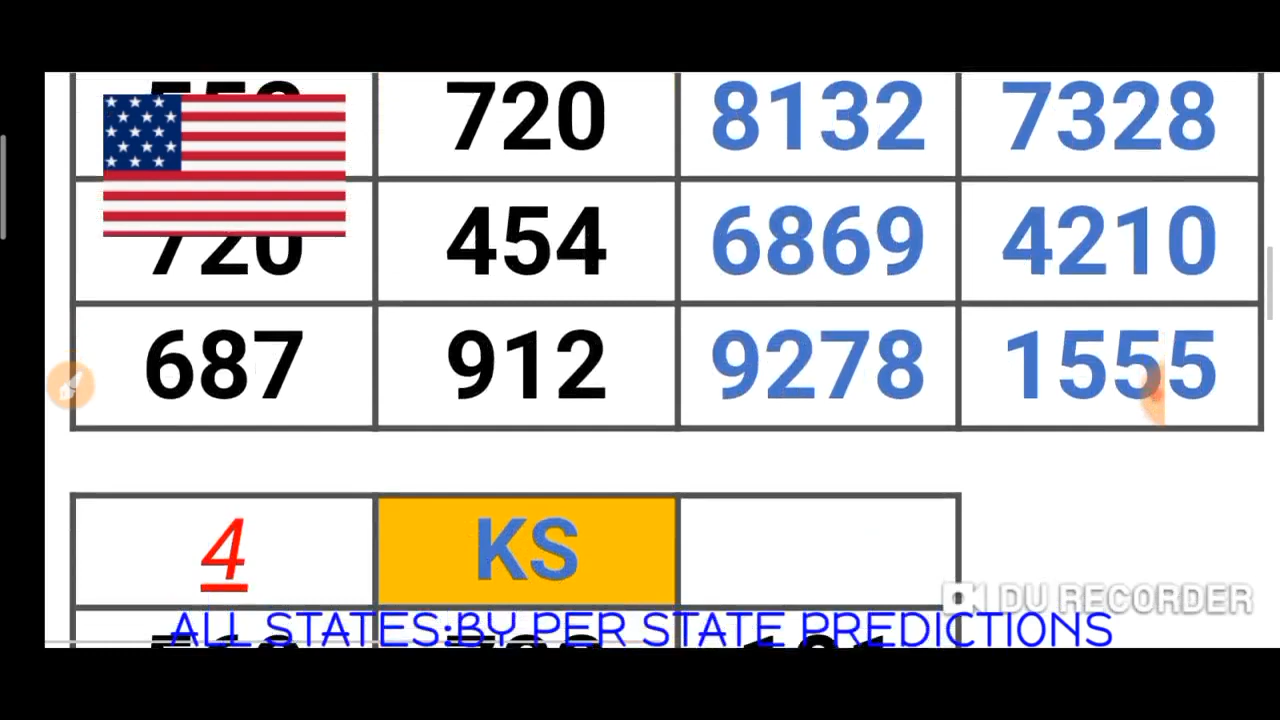 720 8132 7328
720 454 6869 4210
687 912 9278 1555
4 KS
DU RECORDER
ALL STATES:BY PER STATE PREDICTIONS